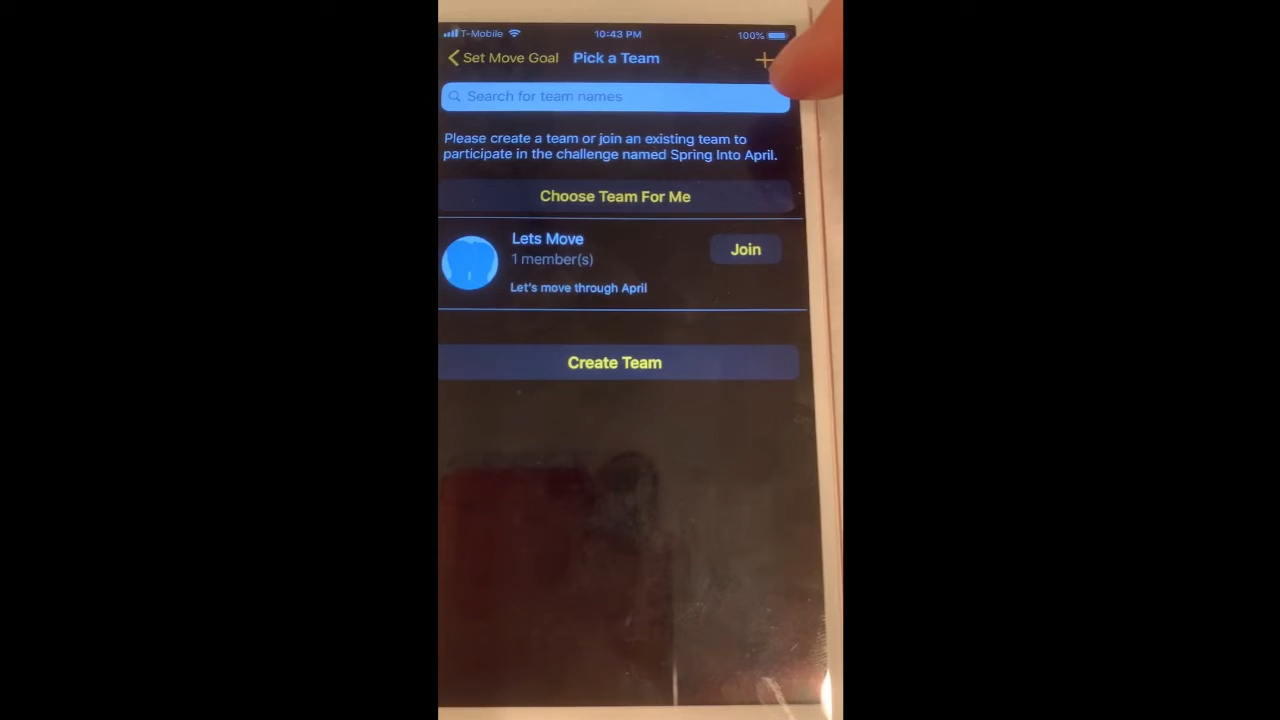 T-Mobile 10:43 PM 100%
Set Move Goal Pick a Team +
Search for team names
Please create a team or join an existing team to
participate in the challenge named Spring Into April.
Choose Team For Me
Lets Move
1 member(s)
Join
Let's move through April
Create Team